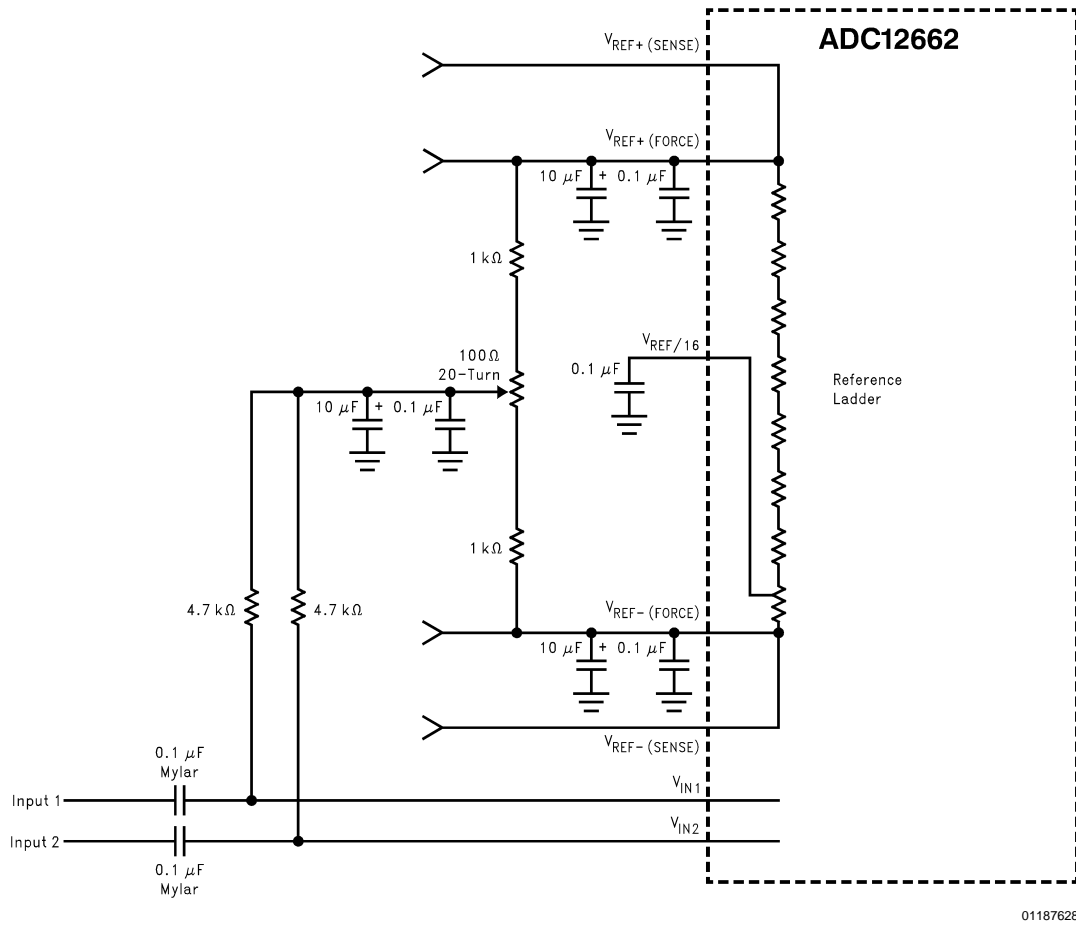 ADC12662
VREF+ (SENSE)
VREF+ (FORCE)
10 µF + 0.1 µF
1 kΩ
VREF/16
0.1 µF
100Ω
20-Turn
10 µF + 0.1 µF
Reference
Ladder
1 kΩ
4.7 kΩ
4.7 kΩ
VREF− (FORCE)
10 µF + 0.1 µF
VREF− (SENSE)
0.1 µF
Mylar
Input 1
VIN1
Input 2
VIN2
0.1 µF
Mylar
01187628